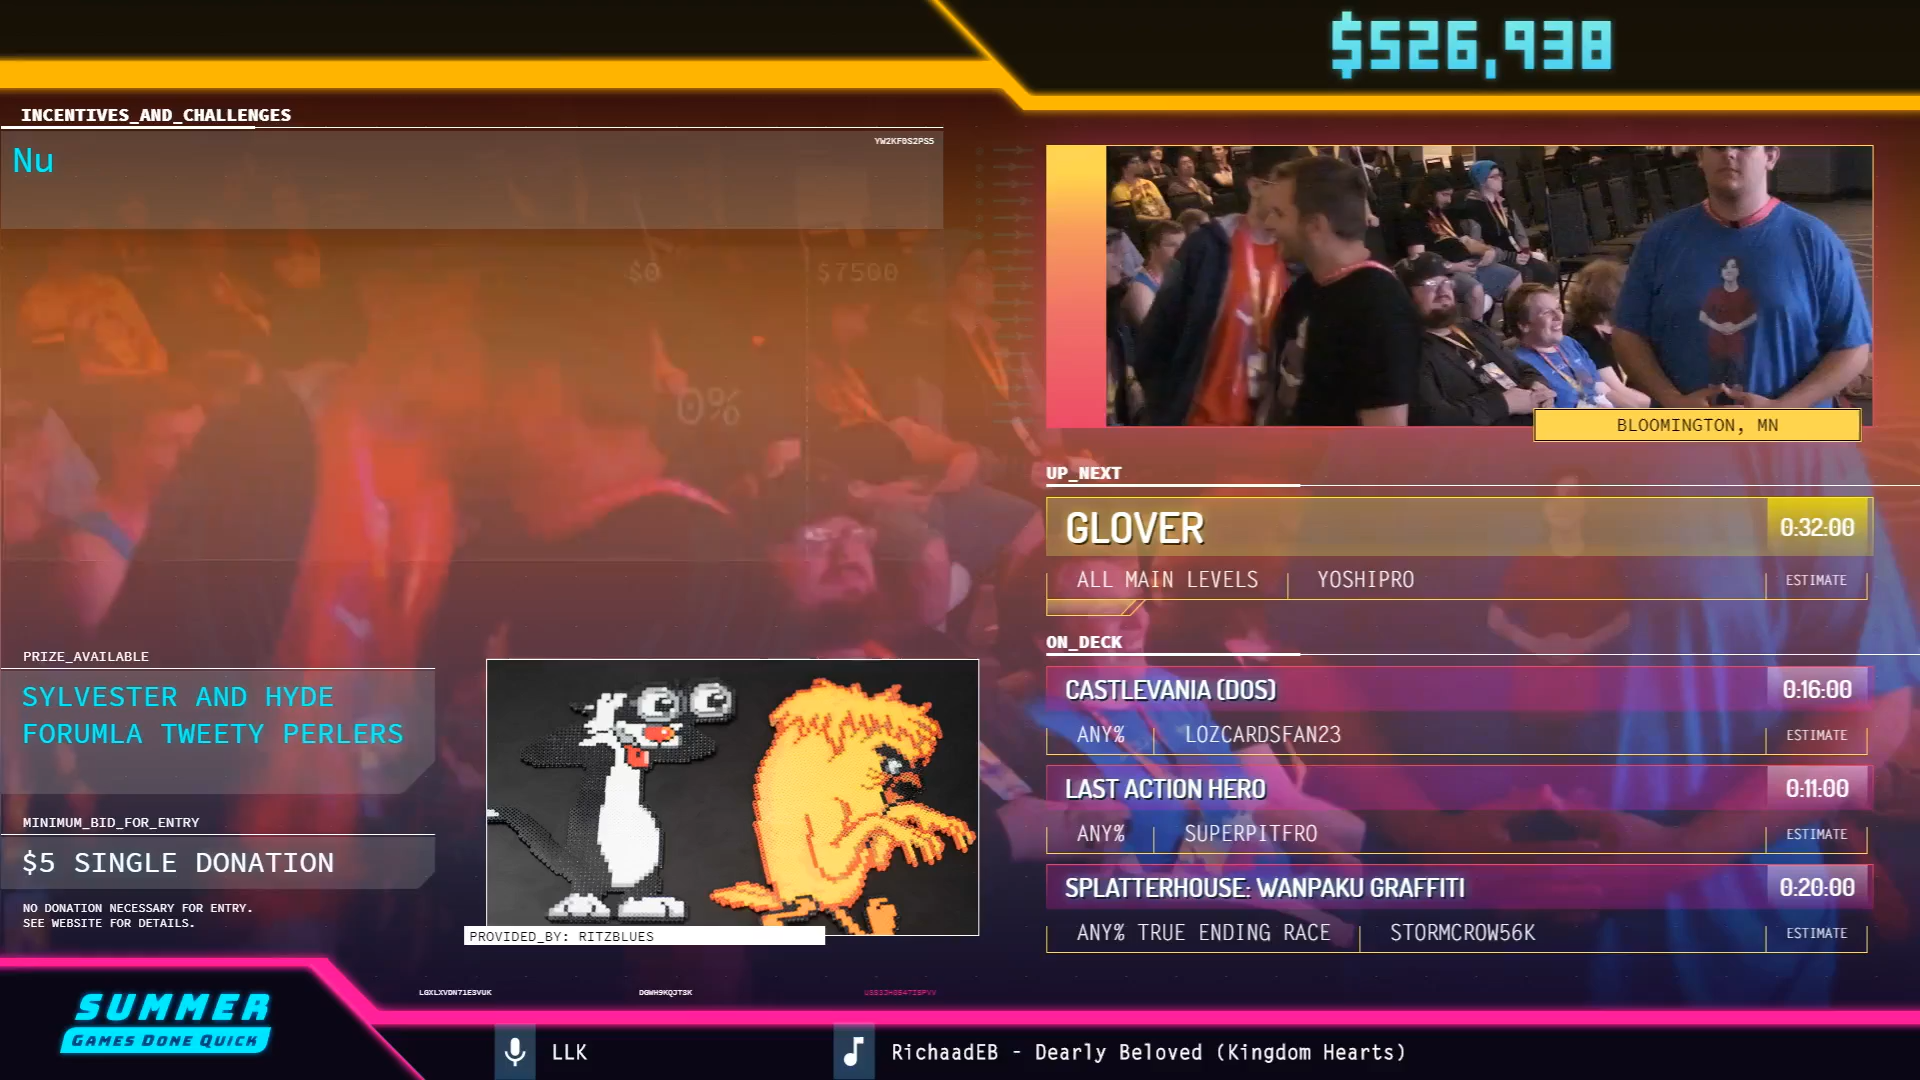 $526,938
INCENTIVES_AND_CHALLENGES
YW2KF0S2PS5
Nu
$0
$7500
0%
BLOOMINGTON, MN
UP_NEXT
GLOVER
0:32:00
ALL MAIN LEVELS
YOSHIPRO
ESTIMATE
ON_DECK
CASTLEVANIA (DOS)
0:16:00
ANY%
LOZCARDSFAN23
ESTIMATE
LAST ACTION HERO
0:11:00
ANY%
SUPERPITFRO
ESTIMATE
SPLATTERHOUSE: WANPAKU GRAFFITI
0:20:00
ANY% TRUE ENDING RACE
STORMCROW56K
ESTIMATE
PRIZE_AVAILABLE
SYLVESTER AND HYDE
FORUMLA TWEETY PERLERS
MINIMUM_BID_FOR_ENTRY
$5 SINGLE DONATION
NO DONATION NECESSARY FOR ENTRY.
SEE WEBSITE FOR DETAILS.
PROVIDED_BY: RITZBLUES
SUMMER
GAMES DONE QUICK
LLK
RichaadEB - Dearly Beloved (Kingdom Hearts)